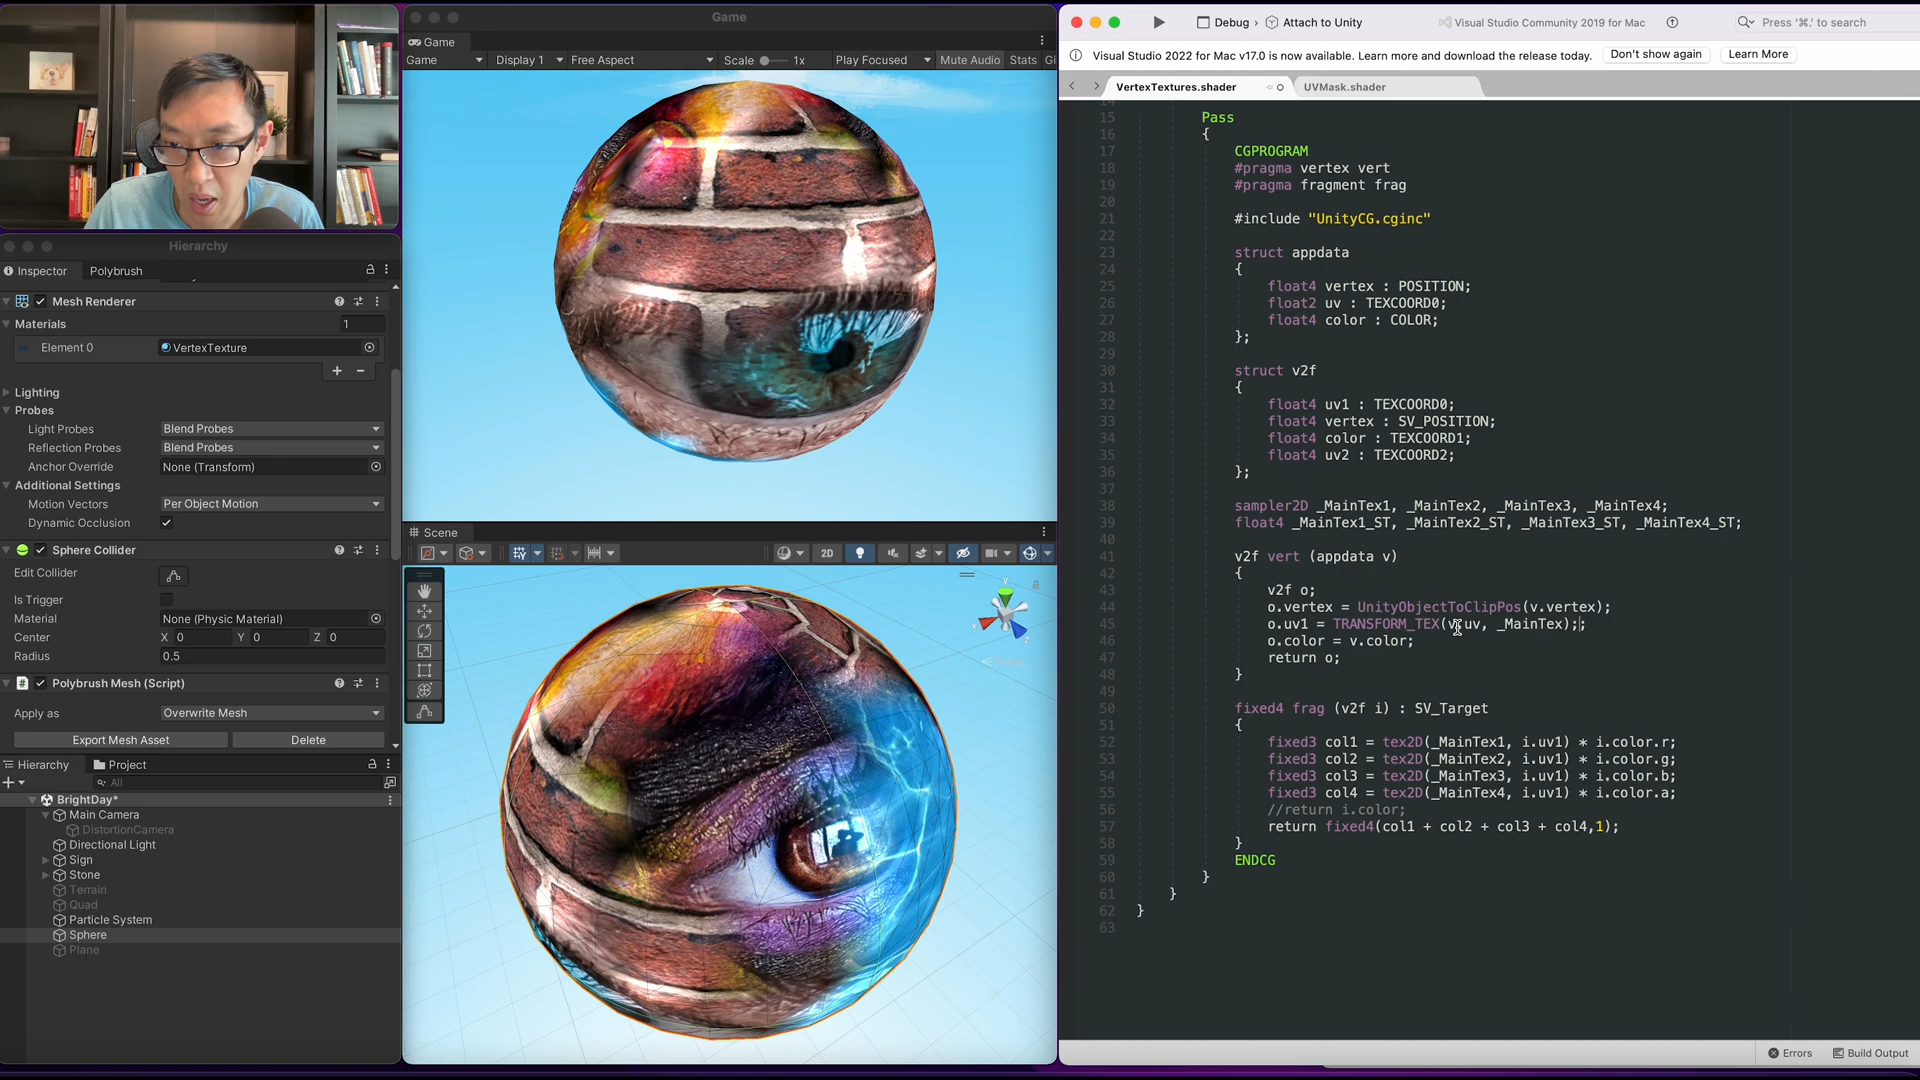 Hierarchy
Inspector
Polybrush
Mesh Renderer
Materials
1
Element 0
VertexTexture
Lighting
Probes
Light Probes
Blend Probes
Reflection Probes
Blend Probes
Anchor Override
None (Transform)
Additional Settings
Motion Vectors
Per Object Motion
Dynamic Occlusion
Sphere Collider
Edit Collider
Is Trigger
Material
None (Physic Material)
Center
X 0
Y 0
Z 0
Radius
0.5
Polybrush Mesh (Script)
Apply as
Overwrite Mesh
Export Mesh Asset
Delete
Hierarchy
Project
All
BrightDay*
Main Camera
DistortionCamera
Directional Light
Sign
Stone
Terrain
Quad
Particle System
Sphere
Plane
Game
Game
Game
Display 1
Free Aspect
Scale
1x
Play Focused
Mute Audio
Stats
Gi
Scene
2D
y
x
Debug › Attach to Unity
Visual Studio Community 2019 for Mac
Press '⌘.' to search
Visual Studio 2022 for Mac v17.0 is now available. Learn more and download the release today.
Don't show again
Learn More
VertexTextures.shader
UVMask.shader
14
15 Pass
16 {
17 CGPROGRAM
18 #pragma vertex vert
19 #pragma fragment frag
20
21 #include "UnityCG.cginc"
22
23 struct appdata
24 {
25 float4 vertex : POSITION;
26 float2 uv : TEXCOORD0;
27 float4 color : COLOR;
28 };
29
30 struct v2f
31 {
32 float4 uv1 : TEXCOORD0;
33 float4 vertex : SV_POSITION;
34 float4 color : TEXCOORD1;
35 float4 uv2 : TEXCOORD2;
36 };
37
38 sampler2D _MainTex1, _MainTex2, _MainTex3, _MainTex4;
39 float4 _MainTex1_ST, _MainTex2_ST, _MainTex3_ST, _MainTex4_ST;
40
41 v2f vert (appdata v)
42 {
43 v2f o;
44 o.vertex = UnityObjectToClipPos(v.vertex);
45 o.uv1 = TRANSFORM_TEX(v.uv, _MainTex);;
46 o.color = v.color;
47 return o;
48 }
49
50 fixed4 frag (v2f i) : SV_Target
51 {
52 fixed3 col1 = tex2D(_MainTex1, i.uv1) * i.color.r;
53 fixed3 col2 = tex2D(_MainTex2, i.uv1) * i.color.g;
54 fixed3 col3 = tex2D(_MainTex3, i.uv1) * i.color.b;
55 fixed3 col4 = tex2D(_MainTex4, i.uv1) * i.color.a;
56 //return i.color;
57 return fixed4(col1 + col2 + col3 + col4,1);
58 }
59 ENDCG
60 }
61 }
62 }
63
Errors
Build Output